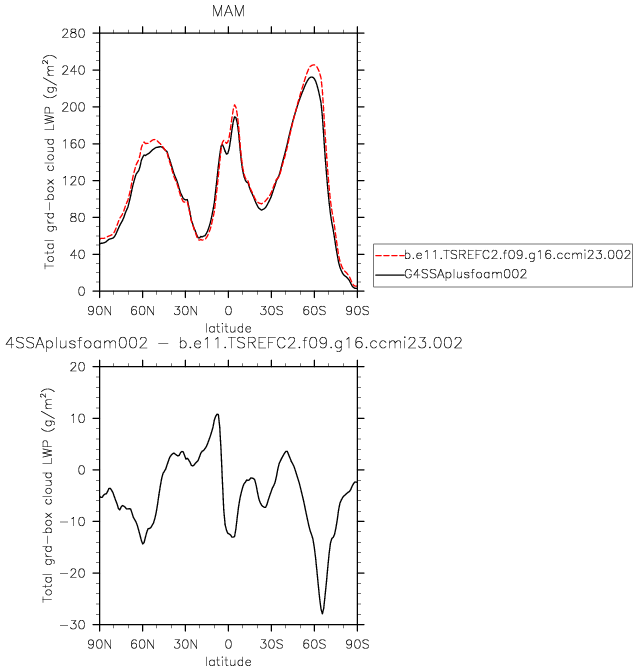 MAM
Total grd-box cloud LWP (g/m²)
280
240
200
160
120
80
40
0
90N 60N 30N 0 30S 60S 90S
latitude
b.e11.TSREFC2.f09.g16.ccmi23.002
G4SSAplusfoam002
4SSAplusfoam002 - b.e11.TSREFC2.f09.g16.ccmi23.002
Total grd-box cloud LWP (g/m²)
20
10
0
-10
-20
-30
90N 60N 30N 0 30S 60S 90S
latitude